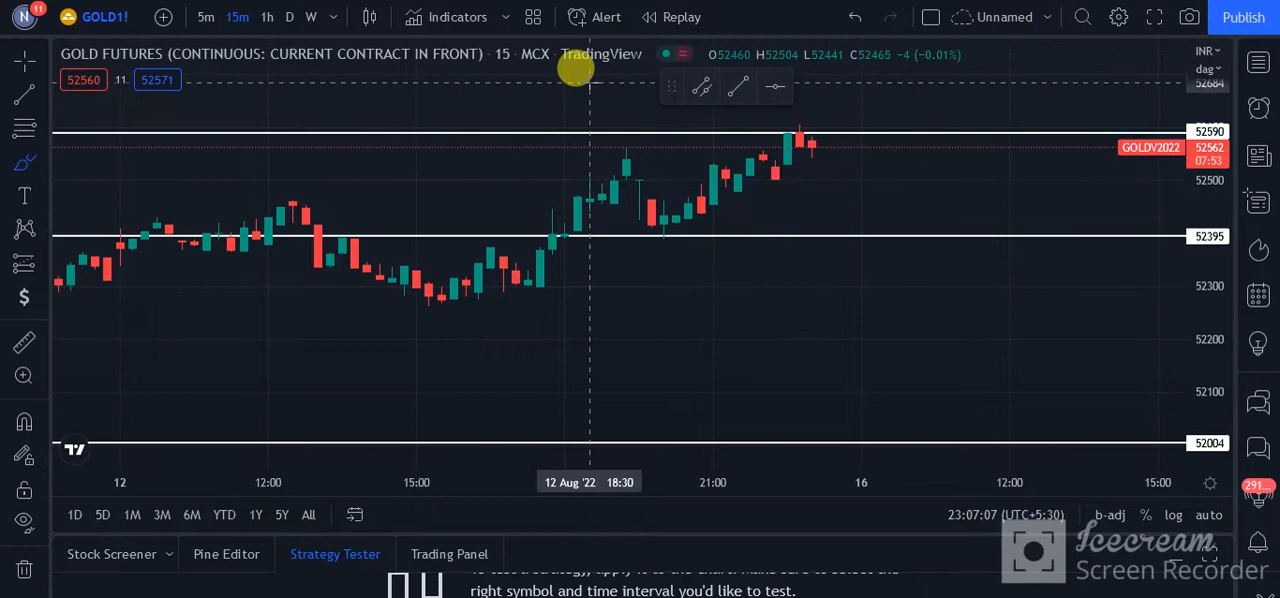 N 11 GOLD1! 5m 15m 1h D W Indicators Alert Replay Unnamed Publish
GOLD FUTURES (CONTINUOUS: CURRENT CONTRACT IN FRONT) · 15 · MCX · TradingView = O52460 H52504 L52441 C52465 −4 (−0.01%) INR
dag
52560 11 52571 52684
52590
GOLDV2022 52562
07:53
T 52500
52395
$ 52300
52200
52100
52004
12 12:00 15:00 12 Aug '22 18:30 21:00 16 12:00 15:00
291...
1D 5D 1M 3M 6M YTD 1Y 5Y All 23:07:07 (UTC+5:30) b-adj % log auto
Icecream
Screen Recorder
Stock Screener Pine Editor Strategy Tester Trading Panel
right symbol and time interval you'd like to test.